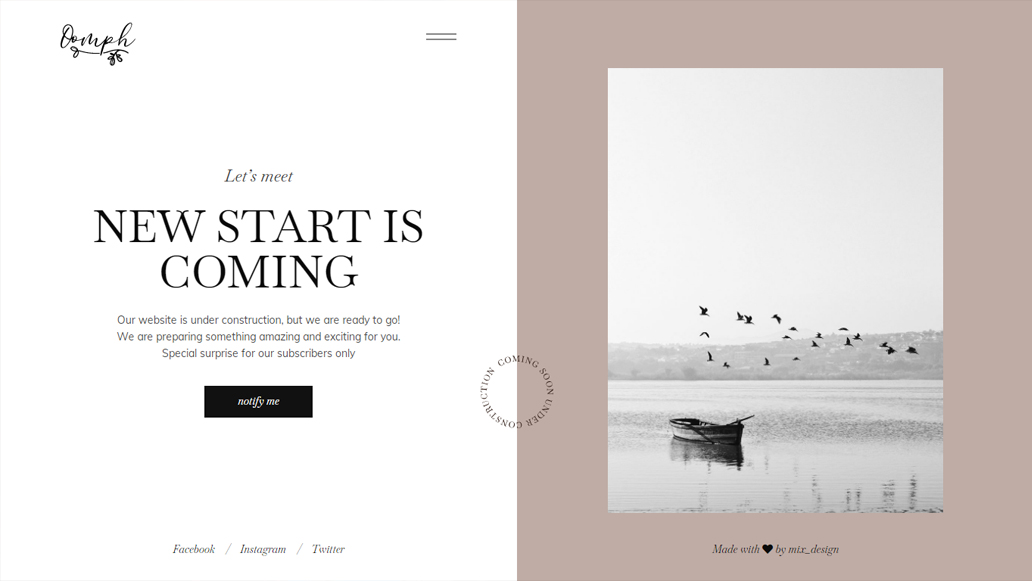 Oomph
Let's meet
NEW START IS
COMING
Our website is under construction, but we are ready to go!
We are preparing something amazing and exciting for you.
Special surprise for our subscribers only
notify me
COMING SOON UNDER CONSTRUCTION
Facebook / Instagram / Twitter
Made with ♥ by mix_design